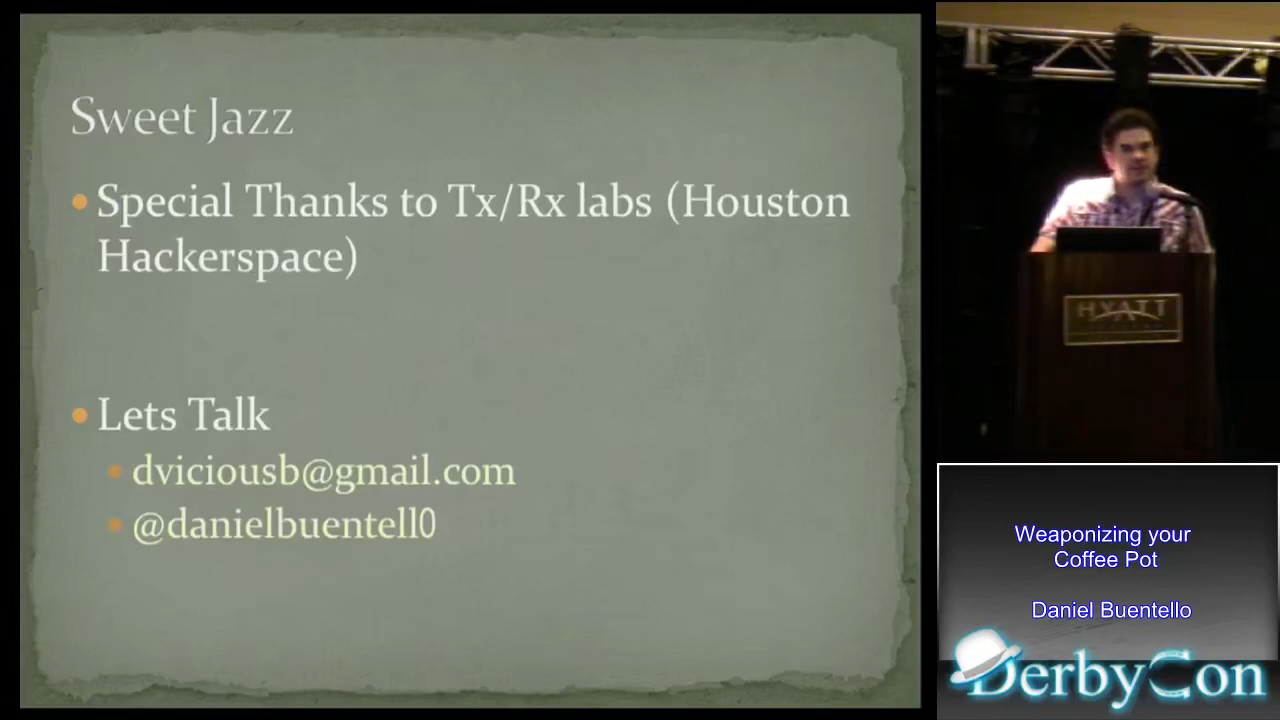 Sweet Jazz
Special Thanks to Tx/Rx labs (Houston
Hackerspace)
Lets Talk
dviciousb@gmail.com
@danielbuentell0
HYATT
Weaponizing your
Coffee Pot
Daniel Buentello
DerbyCon